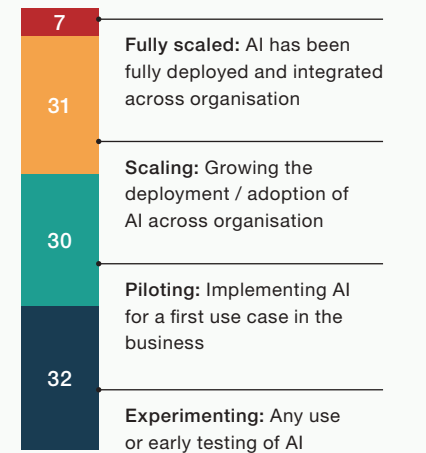 7
Fully scaled: AI has been
fully deployed and integrated
across organisation
31
Scaling: Growing the
deployment / adoption of
AI across organisation
30
Piloting: Implementing AI
for a first use case in the
business
32
Experimenting: Any use
or early testing of AI